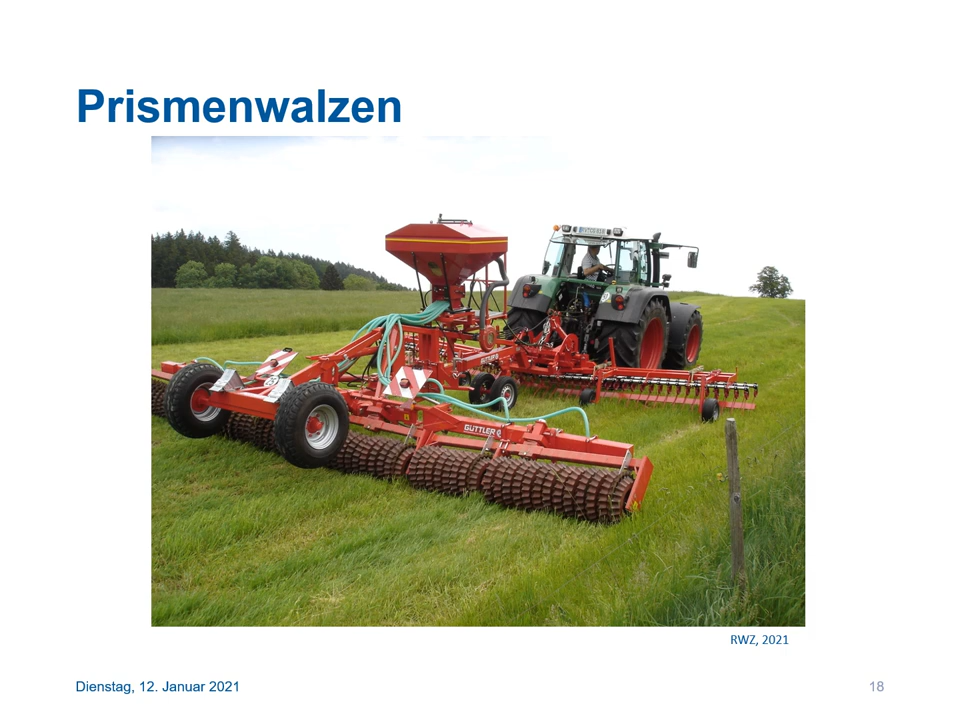 Prismenwalzen
GÜTTLER
RWZ, 2021
Dienstag, 12. Januar 2021
18